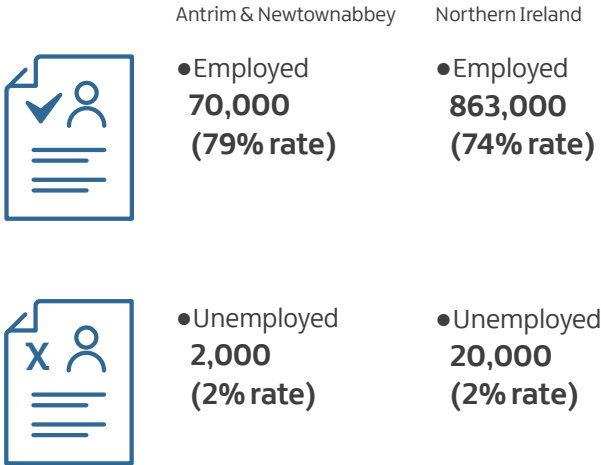 Antrim & Newtownabbey
Northern Ireland
●Employed
70,000
(79% rate)
●Employed
863,000
(74% rate)
X
●Unemployed
2,000
(2% rate)
●Unemployed
20,000
(2% rate)